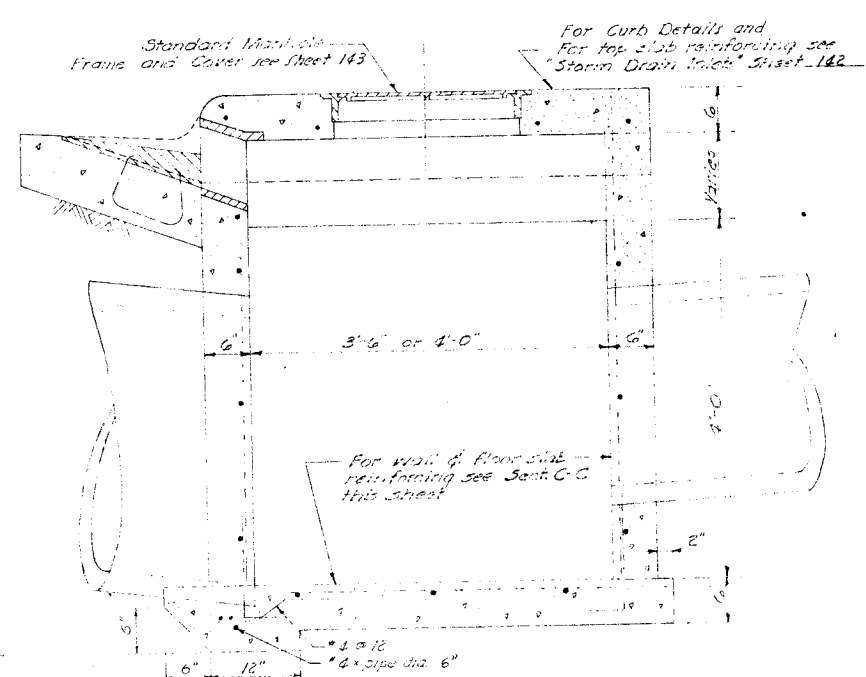 Standard Manhole
Frame and Cover see Sheet 143
For Curb Details and
For top slab reinforcing see
"Storm Drain Inlets" Sheet 142
6
Varies
6"
3'-6" or 4'-0"
6"
4'-0"
For wall & floor slab
reinforcing see Sect. C-C
this sheet
2"
6
5"
#4 @ 12
#4 x pipe dia. 6"
6"
12"